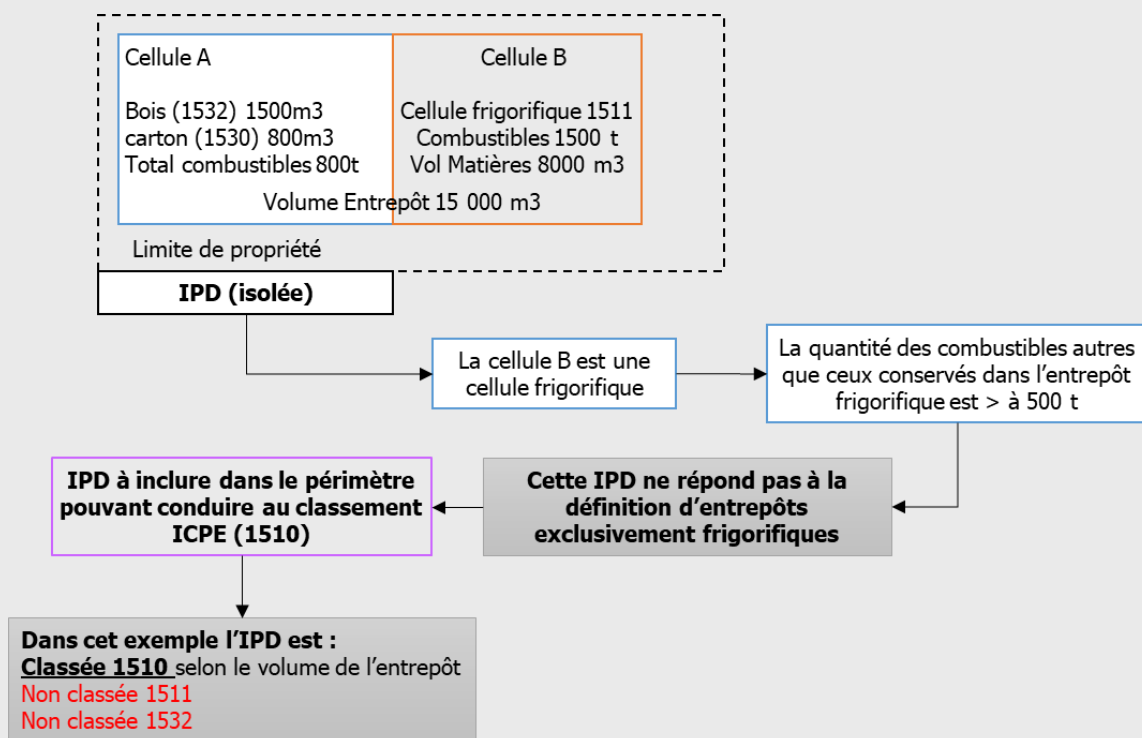 Cellule A
Bois (1532) 1500m3
carton (1530) 800m3
Total combustibles 800t
Cellule B
Cellule frigorifique 1511
Combustibles 1500 t
Vol Matières 8000 m3
Volume Entrepôt 15 000 m3
Limite de propriété
IPD (isolée)
La cellule B est une
cellule frigorifique
La quantité des combustibles autres
que ceux conservés dans l’entrepôt
frigorifique est > à 500 t
Cette IPD ne répond pas à la
définition d’entrepôts
exclusivement frigorifiques
IPD à inclure dans le périmètre
pouvant conduire au classement
ICPE (1510)
Dans cet exemple l’IPD est :
Classée 1510 selon le volume de l’entrepôt
Non classée 1511
Non classée 1532